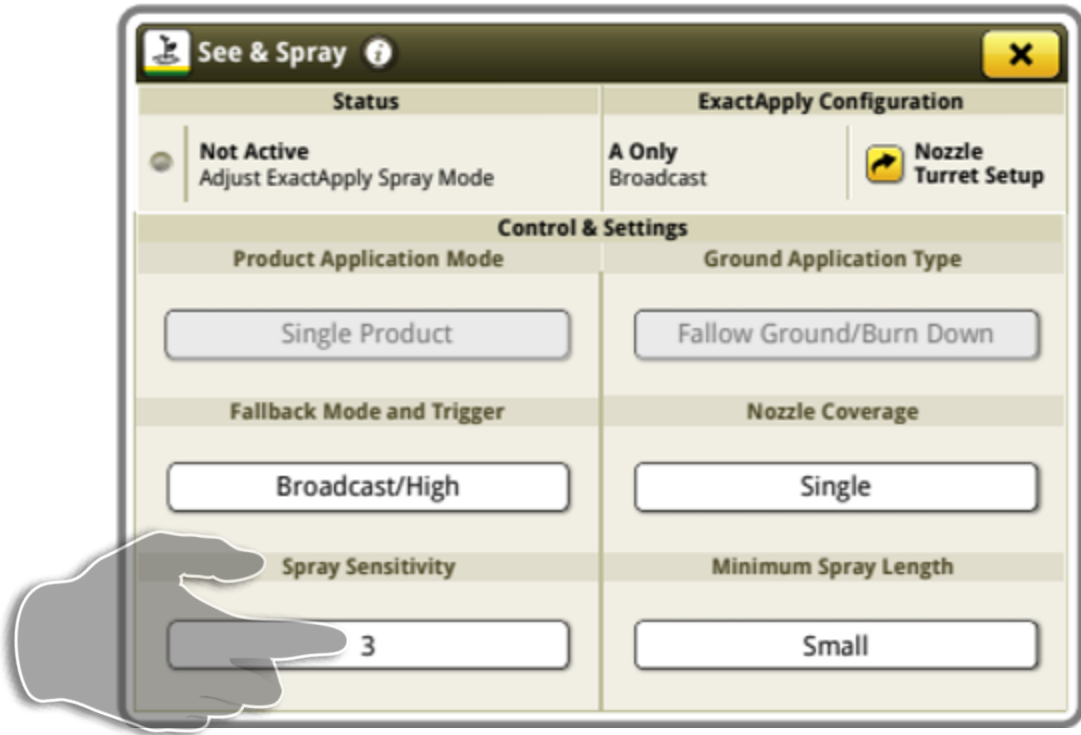 See & Spray
Status
ExactApply Configuration
Not Active
Adjust ExactApply Spray Mode
A Only
Broadcast
Nozzle
Turret Setup
Control & Settings
Product Application Mode
Ground Application Type
Single Product
Fallow Ground/Burn Down
Fallback Mode and Trigger
Nozzle Coverage
Broadcast/High
Single
Spray Sensitivity
Minimum Spray Length
3
Small